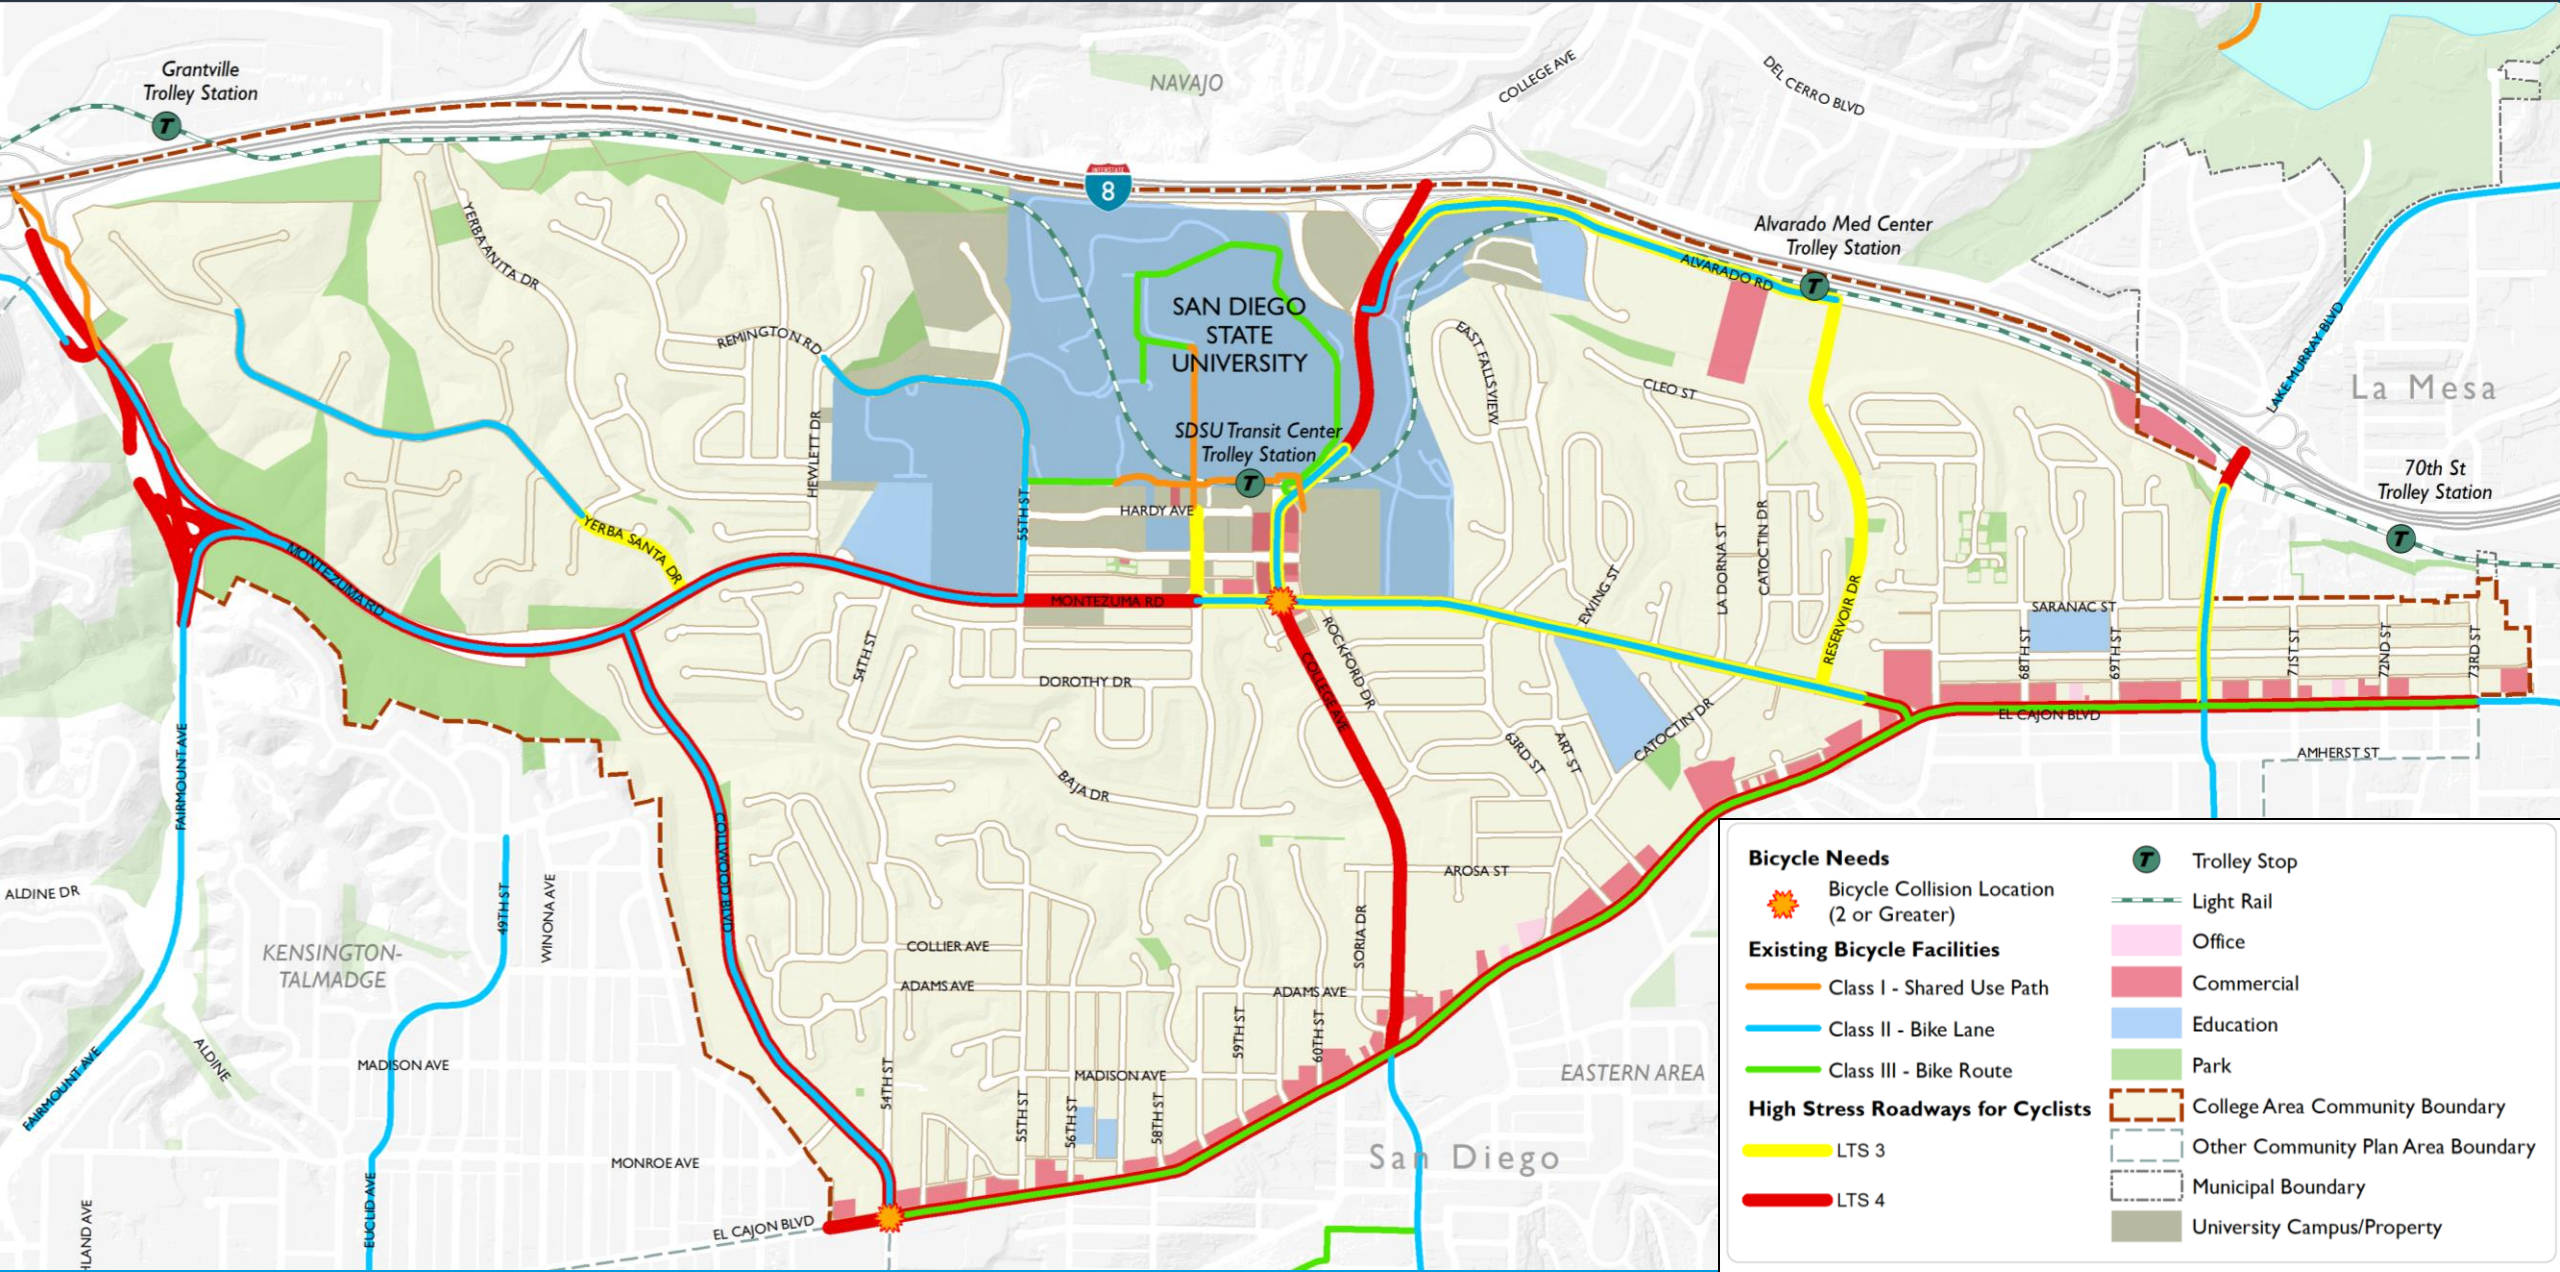 Grantville
Trolley Station
T
NAVAJO
COLLEGE AVE
DEL CERRO BLVD
INTERSTATE
8
YERBA ANITA DR
REMINGTON RD
HEWLETT DR
SAN DIEGO
STATE
UNIVERSITY
SDSU Transit Center
Trolley Station
T
HARDY AVE
55TH ST
EAST FALLS VIEW
Alvarado Med Center
Trolley Station
T
ALVARADO RD
CLEO ST
LAKE MURRAY BLVD
La Mesa
70th St
Trolley Station
T
MONTEZUMA RD
YERBA SANTA DR
MONTEZUMA RD
54TH ST
DOROTHY DR
BAJA DR
COLLEGE AVE
ROCKFORD DR
EWING ST
LA DORNA ST
CATOCTIN DR
RESERVOIR DR
SARANAC ST
68TH ST
69TH ST
71ST ST
72ND ST
73RD ST
EL CAJON BLVD
AMHERST ST
63RD ST
ART ST
CATOCTIN DR
AROSA ST
FAIRMOUNT AVE
ALDINE DR
49TH ST
WINONA AVE
KENSINGTON-
TALMADGE
COLLWOOD BLVD
COLLIER AVE
ADAMS AVE
ADAMS AVE
SORIA DR
59TH ST
60TH ST
ALDINE
FAIRMOUNT AVE
MADISON AVE
54TH ST
MADISON AVE
55TH ST
56TH ST
58TH ST
EASTERN AREA
San Diego
MONROE AVE
EUCLID AVE
HLAND AVE
EL CAJON BLVD
Bicycle Needs
Bicycle Collision Location
(2 or Greater)
Existing Bicycle Facilities
Class I - Shared Use Path
Class II - Bike Lane
Class III - Bike Route
High Stress Roadways for Cyclists
LTS 3
LTS 4
T
Trolley Stop
Light Rail
Office
Commercial
Education
Park
College Area Community Boundary
Other Community Plan Area Boundary
Municipal Boundary
University Campus/Property